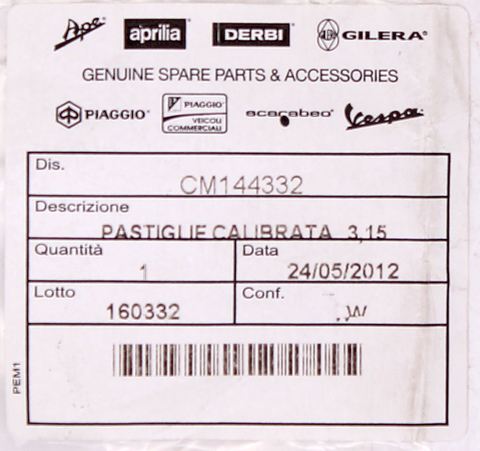 Ape aprilia DERBI GILERA
GENUINE SPARE PARTS & ACCESSORIES
PIAGGIO PIAGGIO scarabeo Vespa
VEICOLI
COMMERCIALI
Dis.
CM144332
Descrizione
PASTIGLIE CALIBRATA 3,15
Quantità Data
1 24/05/2012
Lotto Conf.
160332
PEM1